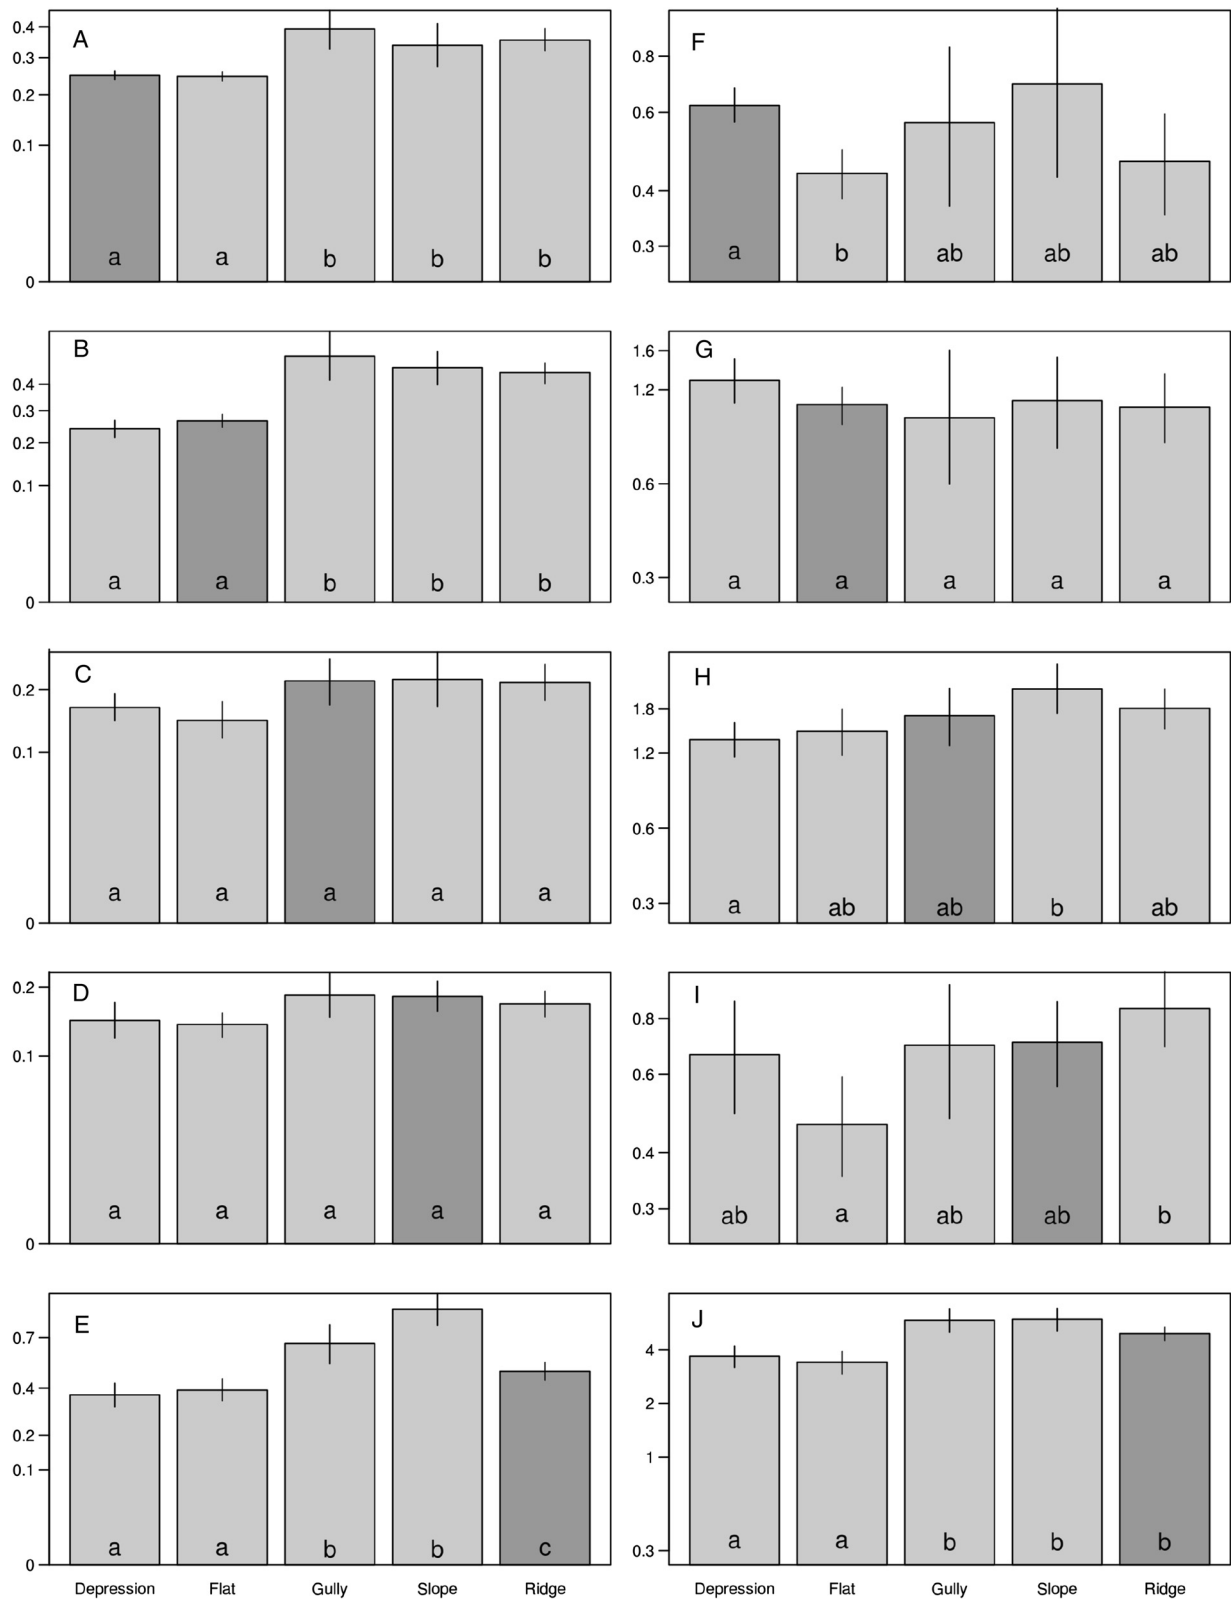 A
0.4
0.3
0.2
0.1
0
a a b b b
F
0.8
0.6
0.4
0.3
a b ab ab ab
B
0.4
0.3
0.2
0.1
0
a a b b b
G
1.6
1.2
0.6
0.3
a a a a a
C
0.2
0.1
0
a a a a a
H
1.8
1.2
0.6
0.3
a ab ab b ab
D
0.2
0.1
0
a a a a a
I
0.8
0.6
0.4
0.3
ab a ab ab b
E
0.7
0.4
0.2
0.1
0
a a b b c
Depression Flat Gully Slope Ridge
J
4
2
1
0.3
a a b b b
Depression Flat Gully Slope Ridge